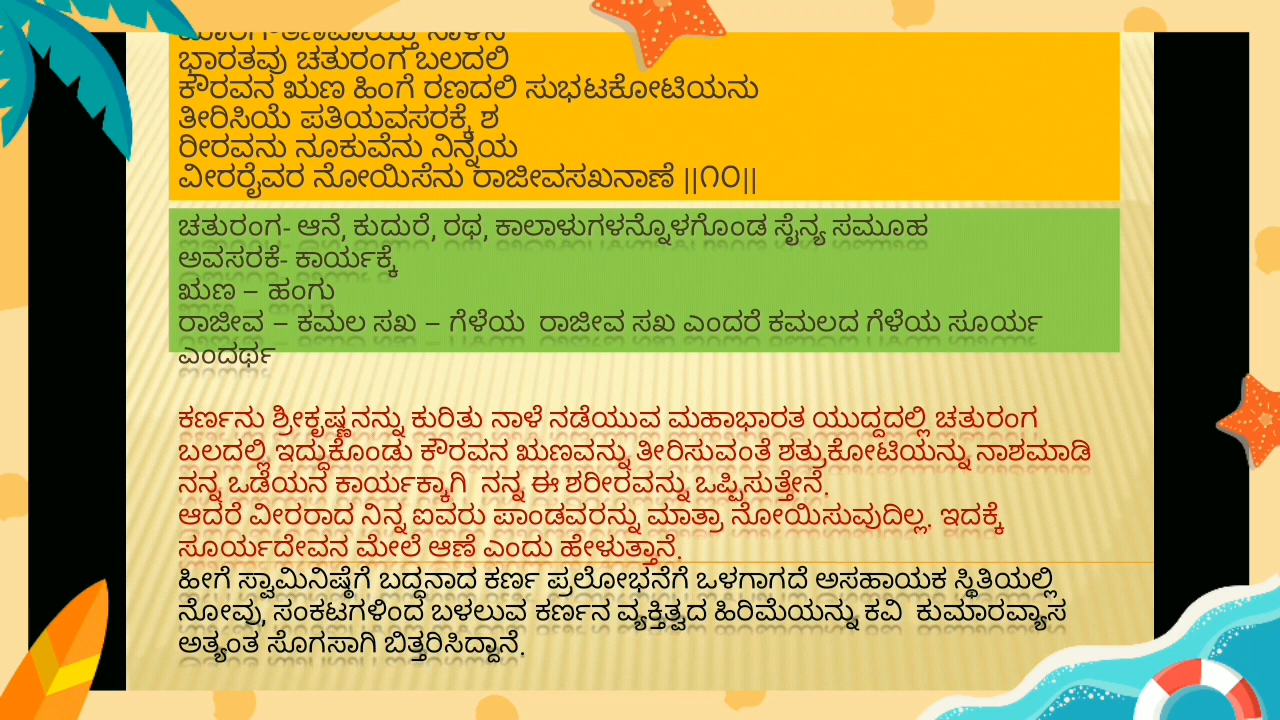 ಭಾರತವು ಚತುರಂಗ ಬಲದಲಿ
ಕೌರವನ ಋಣ ಹಿಂಗೆ ರಣದಲಿ ಸುಭಟಕೋಟಿಯನು
ತೀರಿಸಿಯೆ ಪತಿಯವಸರಕ್ಕೆ ಶ
ರೀರವನು ನೂಕುವೆನು ನಿನ್ನಯ
ವೀರರೈವರ ನೋಯಿಸೆನು ರಾಜೀವಸಖನಾಣೆ ||೧೦||
ಚತುರಂಗ- ಆನೆ, ಕುದುರೆ, ರಥ, ಕಾಲಾಳುಗಳನ್ನೊಳಗೊಂಡ ಸೈನ್ಯ ಸಮೂಹ
ಅವಸರಕೆ- ಕಾರ್ಯಕ್ಕೆ
ಋಣ – ಹಂಗು
ರಾಜೀವ – ಕಮಲ ಸಖ – ಗೆಳೆಯ ರಾಜೀವ ಸಖ ಎಂದರೆ ಕಮಲದ ಗೆಳೆಯ ಸೂರ್ಯ
ಎಂದರ್ಥ
ಕರ್ಣನು ಶ್ರೀಕೃಷ್ಣನನ್ನು ಕುರಿತು ನಾಳೆ ನಡೆಯುವ ಮಹಾಭಾರತ ಯುದ್ದದಲ್ಲಿ ಚತುರಂಗ
ಬಲದಲ್ಲಿ ಇದ್ದುಕೊಂಡು ಕೌರವನ ಋಣವನ್ನು ತೀರಿಸುವಂತೆ ಶತ್ರುಕೋಟಿಯನ್ನು ನಾಶಮಾಡಿ
ನನ್ನ ಒಡೆಯನ ಕಾರ್ಯಕ್ಕಾಗಿ ನನ್ನ ಈ ಶರೀರವನ್ನು ಒಪ್ಪಿಸುತ್ತೇನೆ.
ಆದರೆ ವೀರರಾದ ನಿನ್ನ ಐವರು ಪಾಂಡವರನ್ನು ಮಾತ್ರಾ ನೋಯಿಸುವುದಿಲ್ಲ. ಇದಕ್ಕೆ
ಸೂರ್ಯದೇವನ ಮೇಲೆ ಆಣೆ ಎಂದು ಹೇಳುತ್ತಾನೆ.
ಹೀಗೆ ಸ್ವಾಮಿನಿಷ್ಠೆಗೆ ಬದ್ದನಾದ ಕರ್ಣ ಪ್ರಲೋಭನೆಗೆ ಒಳಗಾಗದೆ ಅಸಹಾಯಕ ಸ್ಥಿತಿಯಲ್ಲಿ
ನೋವು, ಸಂಕಟಗಳಿಂದ ಬಳಲುವ ಕರ್ಣನ ವ್ಯಕ್ತಿತ್ವದ ಹಿರಿಮೆಯನ್ನು ಕವಿ ಕುಮಾರವ್ಯಾಸ
ಅತ್ಯಂತ ಸೊಗಸಾಗಿ ಬಿತ್ತರಿಸಿದ್ದಾನೆ.